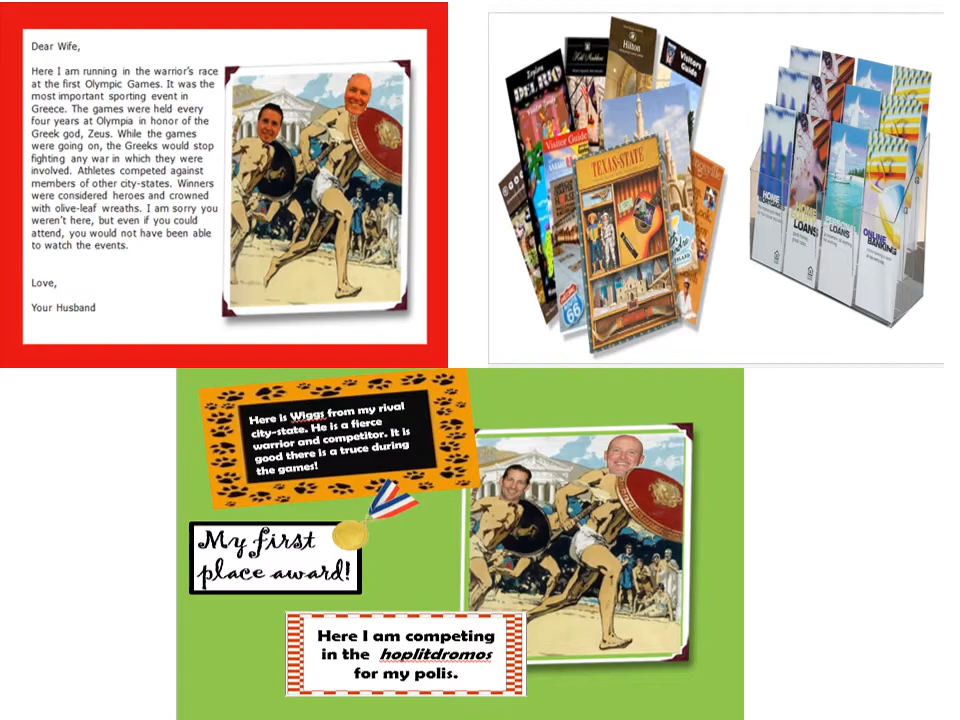 Dear Wife,
Here I am running in the warrior's race
at the first Olympic Games. It was the
most important sporting event in
Greece. The games were held every
four years at Olympia in honor of the
Greek god, Zeus. While the games
were going on, the Greeks would stop
fighting any war in which they were
involved. Athletes competed against
members of other city-states. Winners
were considered heroes and crowned
with olive-leaf wreaths. I am sorry you
weren't here, but even if you could
attend, you would not have been able
to watch the events.
Love,
Your Husband
Hilton
Visitors
Guide
DEL RIO
Visitor Guide
TEXAS-STATE
66
HOME
MORTGAGES
HOME
LOANS
PERSONAL
LOANS
ONLINE
BANKING
Here is Wiggs from my rival
city-state. He is a fierce
warrior and competitor. It is
good there is a truce during
the games!
My first
place award!
Here I am competing
in the hoplitdromos
for my polis.